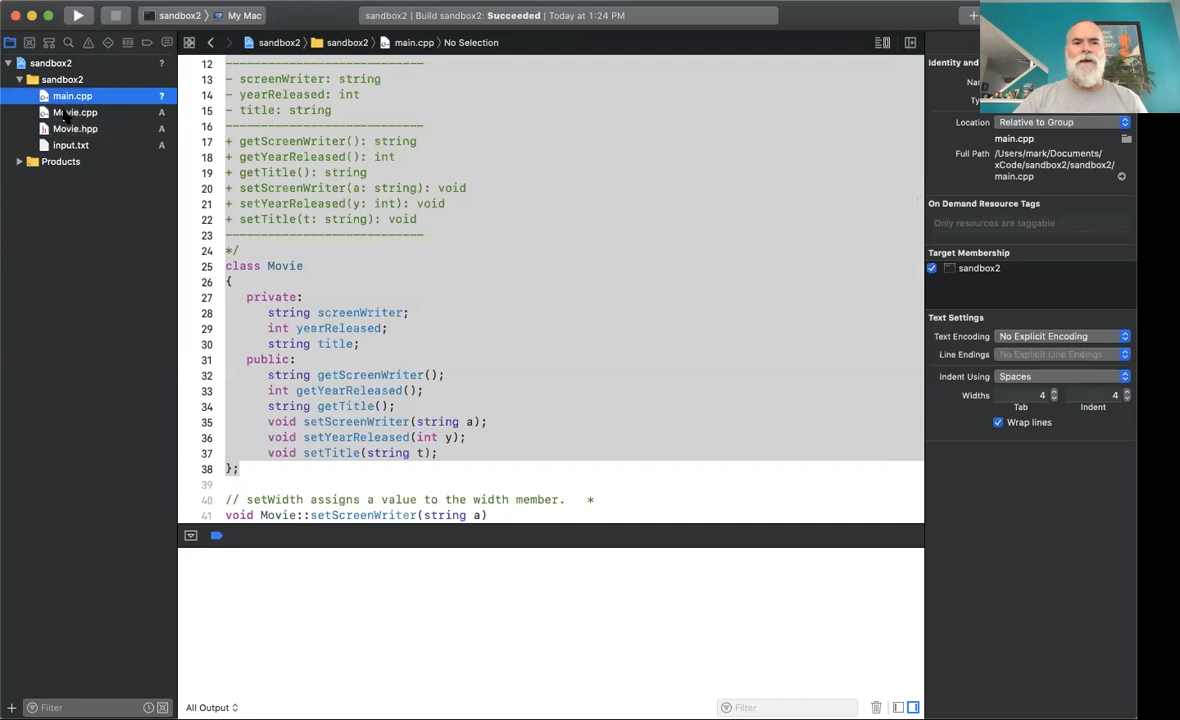 sandbox2 〉 My Mac
sandbox2 | Build sandbox2: Succeeded | Today at 1:24 PM
sandbox2 〉 sandbox2 〉 main.cpp 〉 No Selection
sandbox2 ?
sandbox2
main.cpp ?
Movie.cpp A
Movie.hpp A
input.txt A
Products
12 ---------------------------
13 - screenWriter: string
14 - yearReleased: int
15 - title: string
16 ---------------------------
17 + getScreenWriter(): string
18 + getYearReleased(): int
19 + getTitle(): string
20 + setScreenWriter(a: string): void
21 + setYearReleased(y: int): void
22 + setTitle(t: string): void
23 ---------------------------
24 */
25 class Movie
26 {
27 private:
28 string screenWriter;
29 int yearReleased;
30 string title;
31 public:
32 string getScreenWriter();
33 int getYearReleased();
34 string getTitle();
35 void setScreenWriter(string a);
36 void setYearReleased(int y);
37 void setTitle(string t);
38 };
39
40 // setWidth assigns a value to the width member. *
41 void Movie::setScreenWriter(string a)
Identity and
Na
Ty
Location Relative to Group
main.cpp
Full Path /Users/mark/Documents/
xCode/sandbox2/sandbox2/
main.cpp
On Demand Resource Tags
Only resources are taggable
Target Membership
sandbox2
Text Settings
Text Encoding No Explicit Encoding
Line Endings No Explicit Line Endings
Indent Using Spaces
Widths 4 4
Tab Indent
Wrap lines
Filter
All Output
Filter